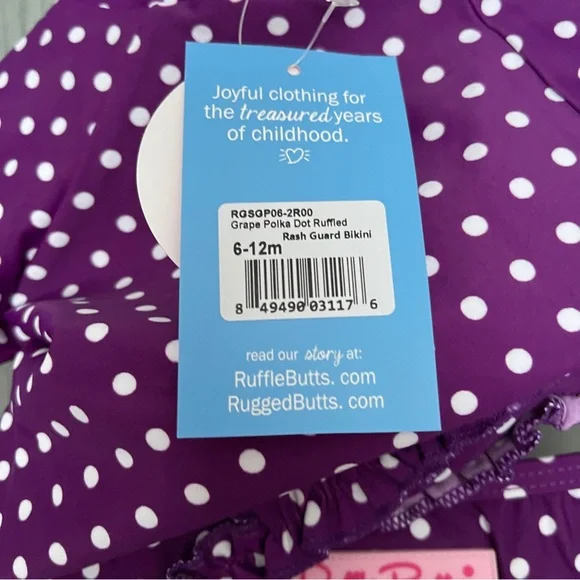 Joyful clothing for
the treasured years
of childhood.
RGSGP06-2R00
Grape Polka Dot Ruffled
Rash Guard Bikini
6-12m
8 49490 03117 6
read our story at:
RuffleButts. com
RuggedButts. com